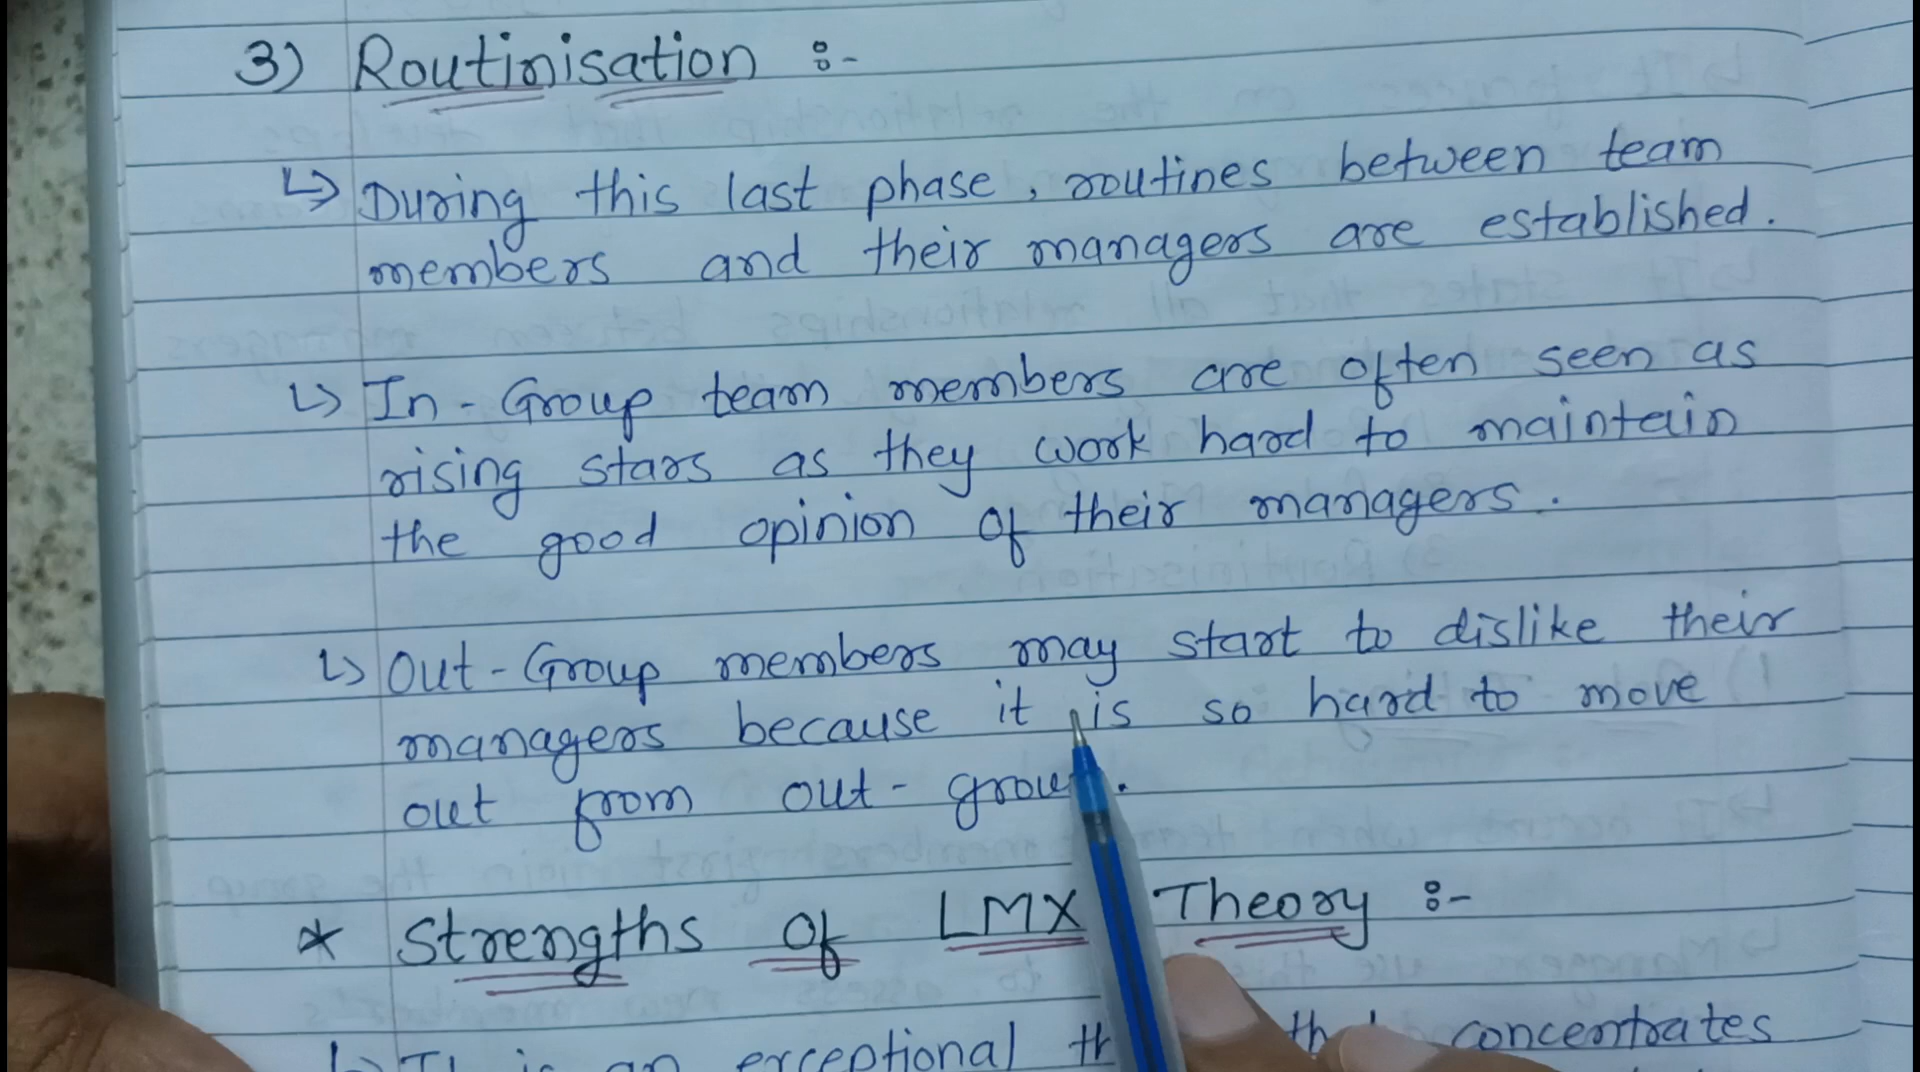 3) Routinisation :-
↳ During this last phase, routines between team
members and their managers are established.
↳ In-Group team members are often seen as
rising stars as they work hard to maintain
the good opinion of their managers.
↳ Out-Group members may start to dislike their
managers because it is so hard to move
out from out-group.
* Strengths of LMX Theory :-
↳ It is an exceptional concentrates